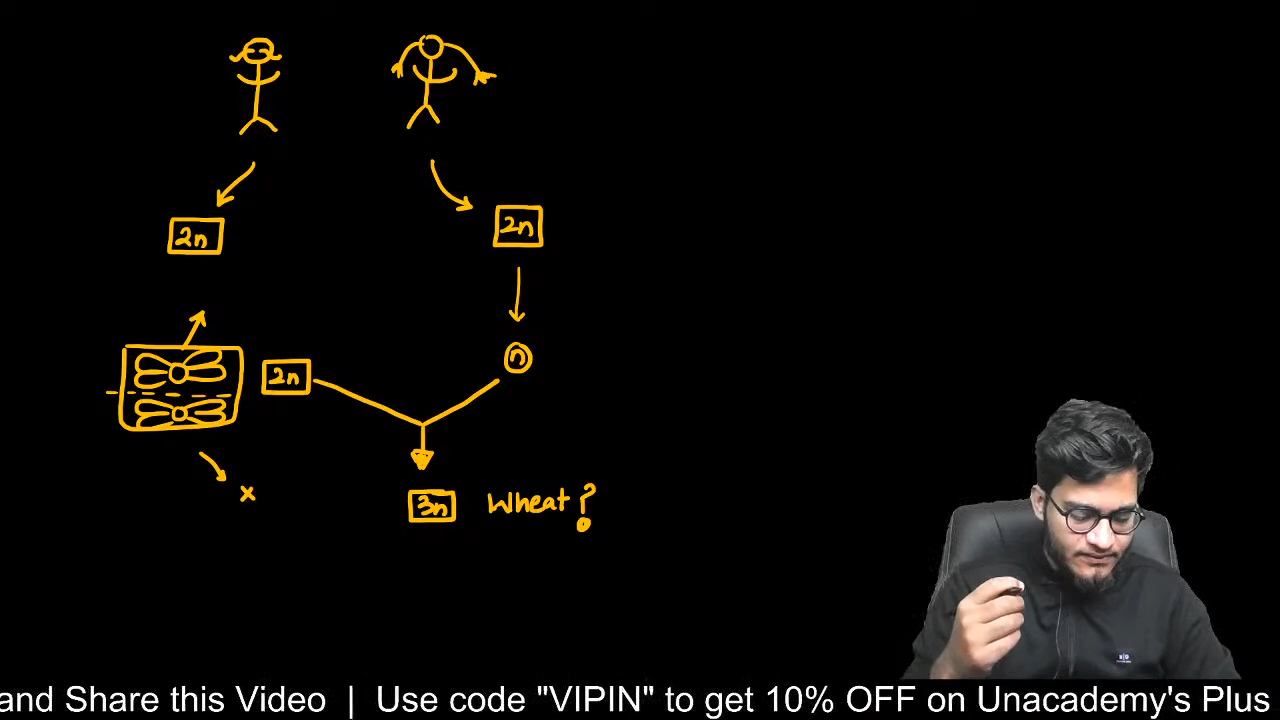 2n
2n
n
2n
x
3n Wheat?
and Share this Video | Use code "VIPIN" to get 10% OFF on Unacademy's Plus